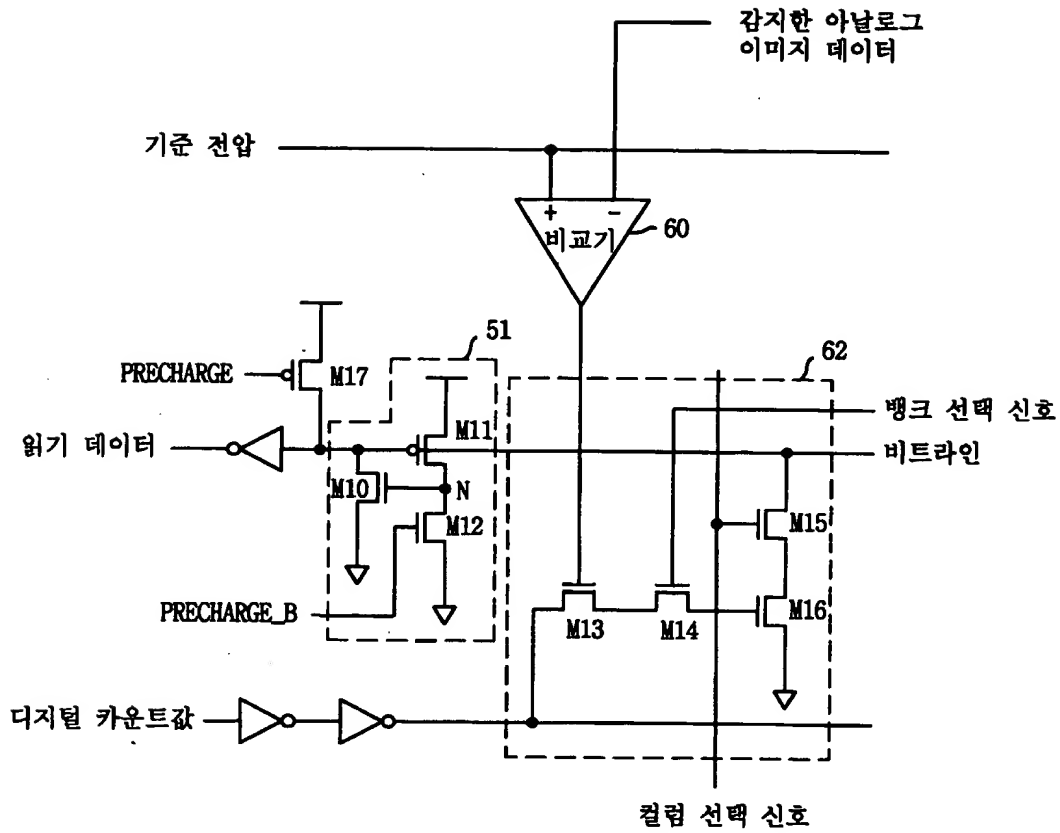 감지한 아날로그
이미지 데이터
기준 전압
+ -
비교기
60
51
62
PRECHARGE
M17
M11
뱅크 선택 신호
읽기 데이터
비트라인
M10
N
M12
M15
PRECHARGE_B
M13
M14
M16
디지털 카운트값
컬럼 선택 신호